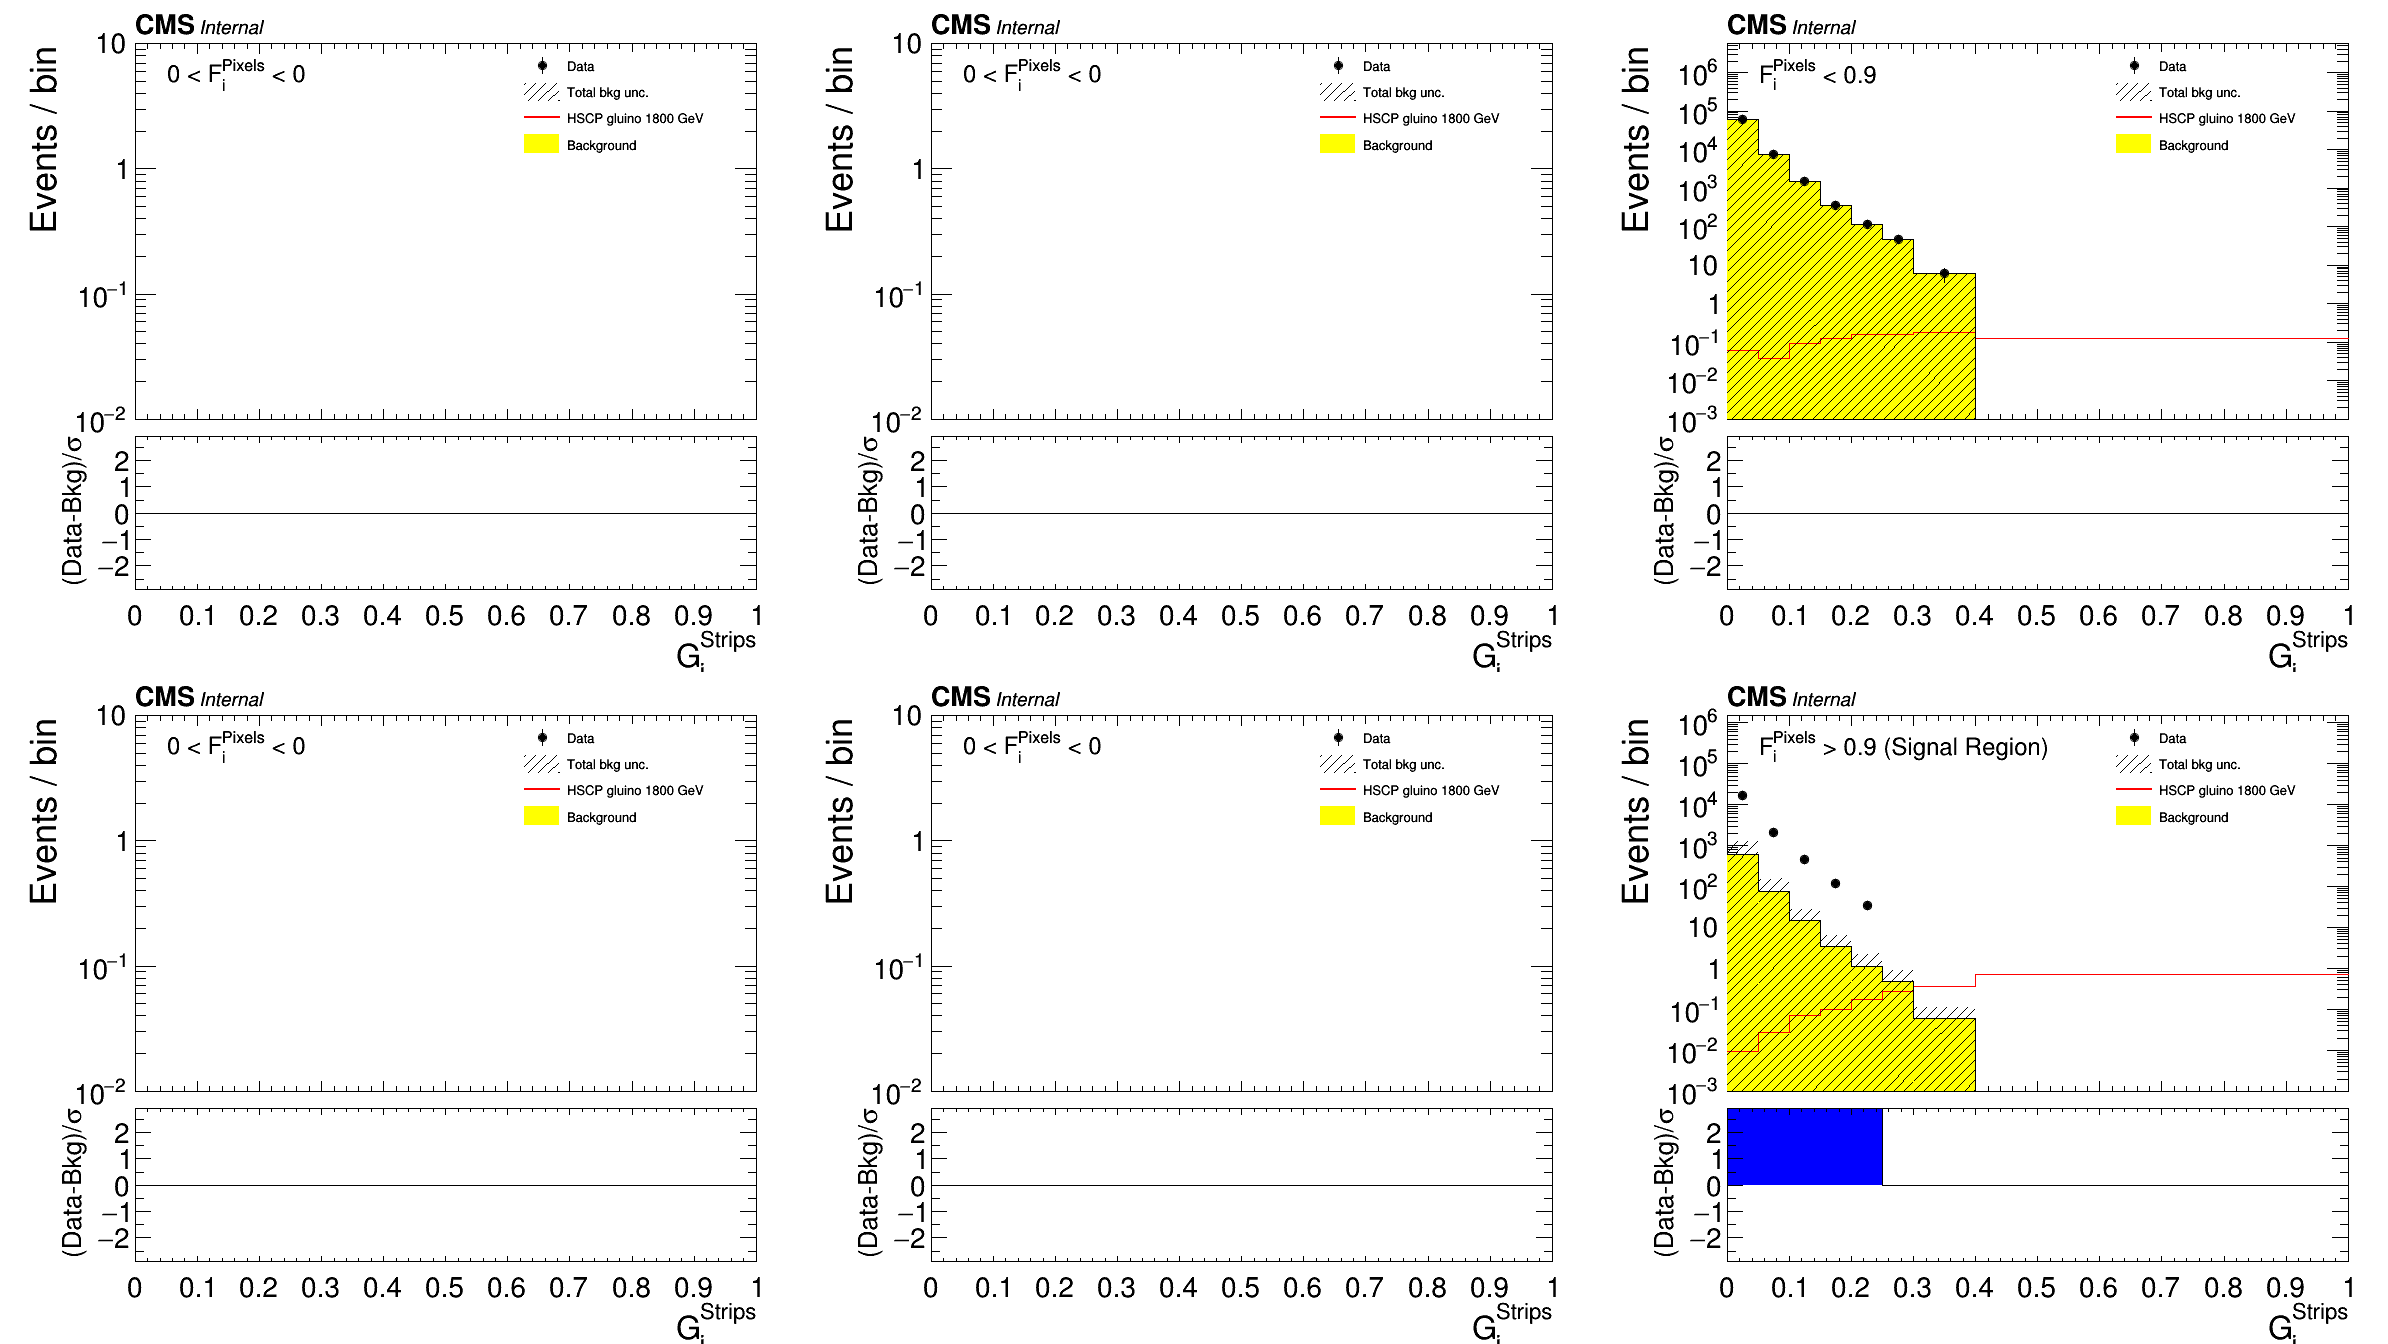 CMS Internal
Events / bin
0 < F_i^Pixels < 0
Data
Total bkg unc.
HSCP gluino 1800 GeV
Background
10
1
10^−1
10^−2
(Data-Bkg)/σ
2
1
0
−1
−2
0 0.1 0.2 0.3 0.4 0.5 0.6 0.7 0.8 0.9 1
G_i^Strips
CMS Internal
Events / bin
0 < F_i^Pixels < 0
Data
Total bkg unc.
HSCP gluino 1800 GeV
Background
10
1
10^−1
10^−2
(Data-Bkg)/σ
2
1
0
−1
−2
0 0.1 0.2 0.3 0.4 0.5 0.6 0.7 0.8 0.9 1
G_i^Strips
CMS Internal
Events / bin
F_i^Pixels < 0.9
Data
Total bkg unc.
HSCP gluino 1800 GeV
Background
10^6
10^5
10^4
10^3
10^2
10
1
10^−1
10^−2
10^−3
(Data-Bkg)/σ
2
1
0
−1
−2
0 0.1 0.2 0.3 0.4 0.5 0.6 0.7 0.8 0.9 1
G_i^Strips
CMS Internal
Events / bin
0 < F_i^Pixels < 0
Data
Total bkg unc.
HSCP gluino 1800 GeV
Background
10
1
10^−1
10^−2
(Data-Bkg)/σ
2
1
0
−1
−2
0 0.1 0.2 0.3 0.4 0.5 0.6 0.7 0.8 0.9 1
G_i^Strips
CMS Internal
Events / bin
0 < F_i^Pixels < 0
Data
Total bkg unc.
HSCP gluino 1800 GeV
Background
10
1
10^−1
10^−2
(Data-Bkg)/σ
2
1
0
−1
−2
0 0.1 0.2 0.3 0.4 0.5 0.6 0.7 0.8 0.9 1
G_i^Strips
CMS Internal
Events / bin
F_i^Pixels > 0.9 (Signal Region)
Data
Total bkg unc.
HSCP gluino 1800 GeV
Background
10^6
10^5
10^4
10^3
10^2
10
1
10^−1
10^−2
10^−3
(Data-Bkg)/σ
2
1
0
−1
−2
0 0.1 0.2 0.3 0.4 0.5 0.6 0.7 0.8 0.9 1
G_i^Strips